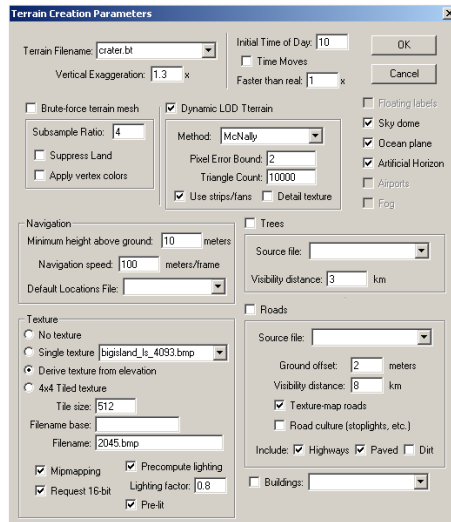 Terrain Creation Parameters
Terrain Filename: crater.bt
Vertical Exaggeration: 1.3 x
Initial Time of Day: 10
Time Moves
Faster than real: 1 x
OK
Cancel
Brute-force terrain mesh
Subsample Ratio: 4
Suppress Land
Apply vertex colors
Dynamic LOD Tterrain
Method: McNally
Pixel Error Bound: 2
Triangle Count: 10000
Use strips/fans Detail texture
Floating labels
Sky dome
Ocean plane
Artificial Horizon
Airports
Fog
Navigation
Minimum height above ground: 10 meters
Navigation speed: 100 meters/frame
Default Locations File:
Trees
Source file:
Visibility distance: 3 km
Texture
No texture
Single texture bigisland_ls_4093.bmp
Derive texture from elevation
4x4 Tiled texture
Tile size: 512
Filename base:
Filename: 2045.bmp
Mipmapping
Request 16-bit
Precompute lighting
Lighting factor: 0.8
Pre-lit
Roads
Source file:
Ground offset: 2 meters
Visibility distance: 8 km
Texture-map roads
Road culture (stoplights, etc.)
Include: Highways Paved Dirt
Buildings: